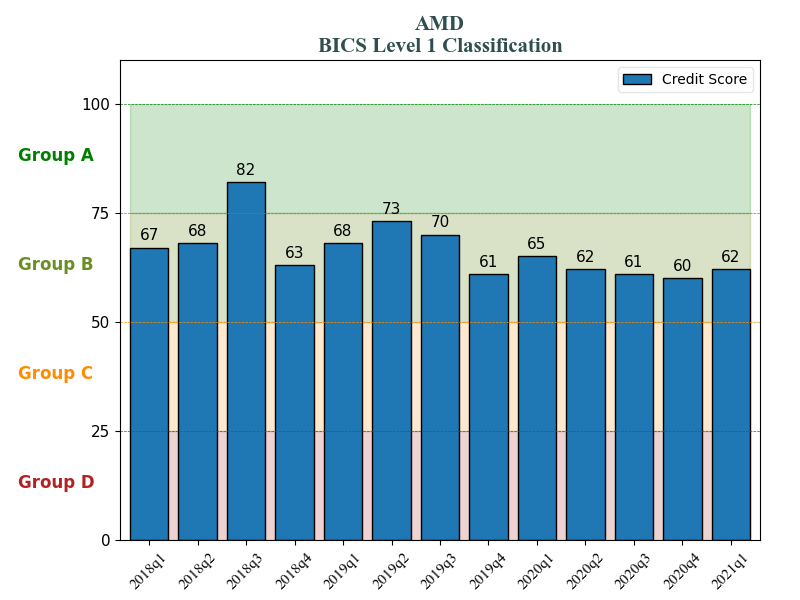 AMD
BICS Level 1 Classification
Credit Score
100
Group A
82
75
73
70
67
68
63
68
61
65
62
61
60
62
Group B
50
Group C
25
Group D
0
2018q1
2018q2
2018q3
2018q4
2019q1
2019q2
2019q3
2019q4
2020q1
2020q2
2020q3
2020q4
2021q1